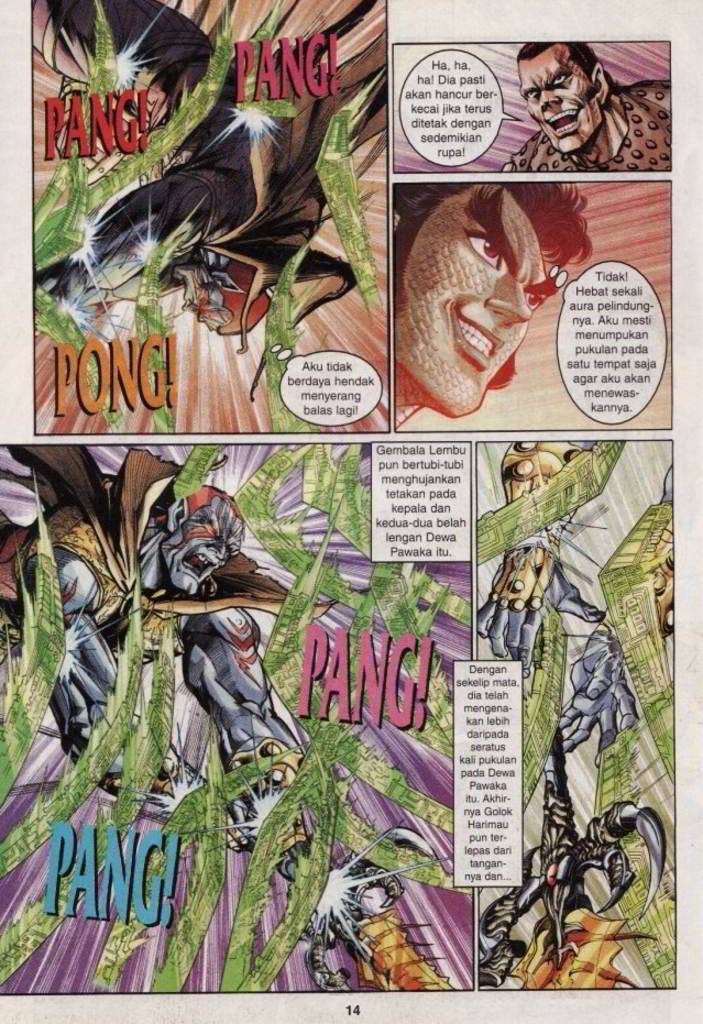 PANG!
PANG!
PONG!
Aku tidak
berdaya hendak
menyerang
balas lagi!
Ha, ha,
ha! Dia pasti
akan hancur ber-
kecai jika terus
ditetak dengan
sedemikian
rupa!
Tidak!
Hebat sekali
aura pelindung-
nya. Aku mesti
menumpukan
pukulan pada
satu tempat saja
agar aku akan
menewas-
kannya.
Gembala Lembu
pun bertubi-tubi
menghujankan
tetakan pada
kepala dan
kedua-dua belah
lengan Dewa
Pawaka itu.
PANG!
PANG!
Dengan
sekelip mata,
dia telah
mengena-
kan lebih
daripada
seratus
kali pukulan
pada Dewa
Pawaka
itu. Akhir-
nya Golok
Harimau
pun ter-
lepas dari
tangan-
nya dan...
14